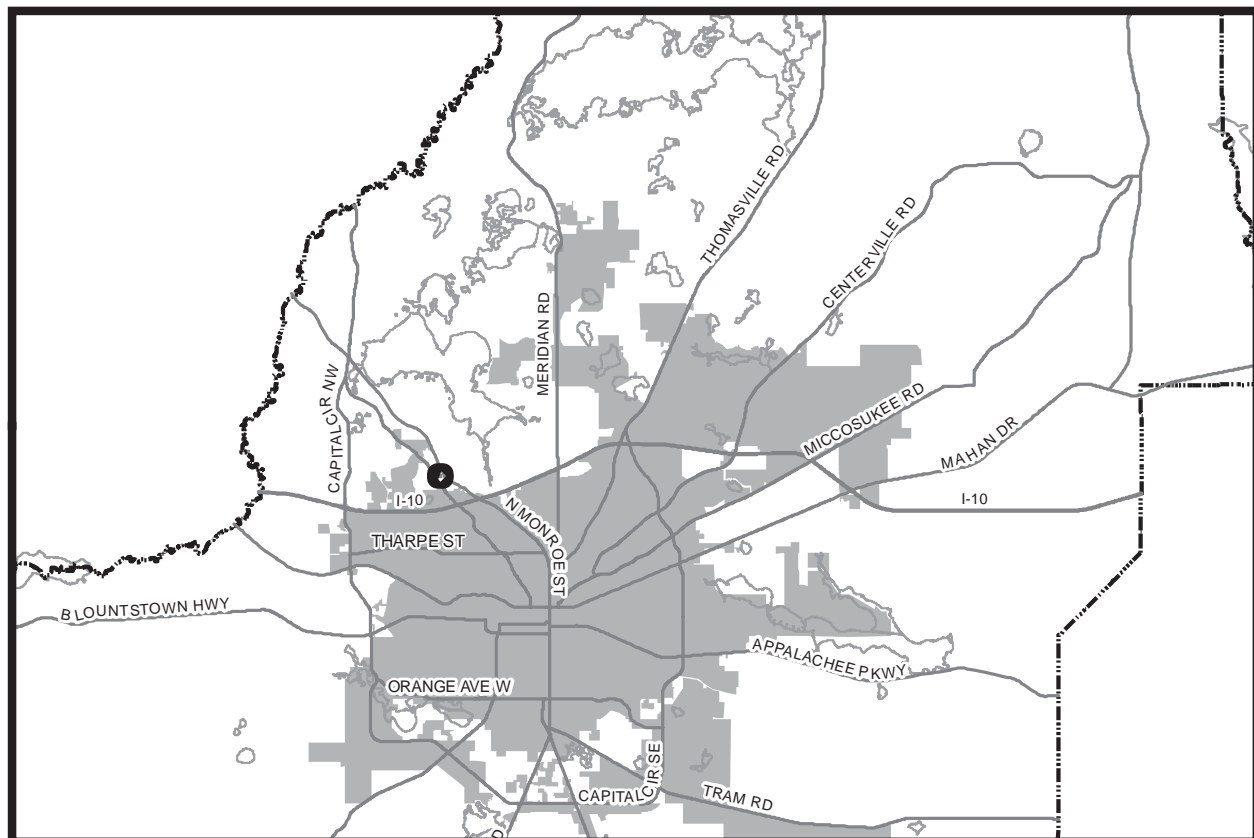 THOMASVILLE RD
CENTERVILLE RD
MERIDIAN RD
CAPITAL CIR NW
MICCOSUKEE RD
MAHAN DR
I-10
I-10
N MONROE ST
THARPE ST
BLOUNTSTOWN HWY
APPALACHEE PKWY
ORANGE AVE W
CAPITAL CIR SE
TRAM RD
D